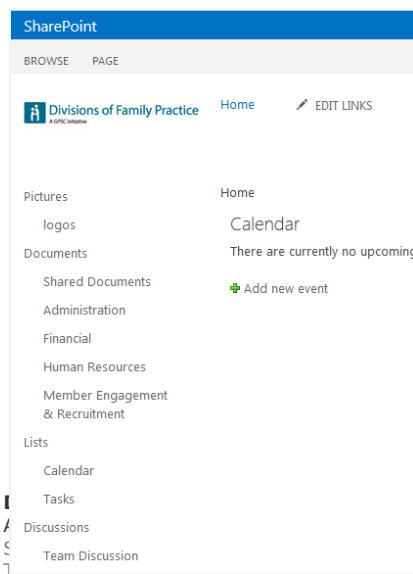 SharePoint
BROWSE PAGE
Divisions of Family Practice
A GPSC initiative
Home EDIT LINKS
Pictures
logos
Documents
Shared Documents
Administration
Financial
Human Resources
Member Engagement
& Recruitment
Lists
Calendar
Tasks
Discussions
Team Discussion
Home
Calendar
There are currently no upcoming
Add new event